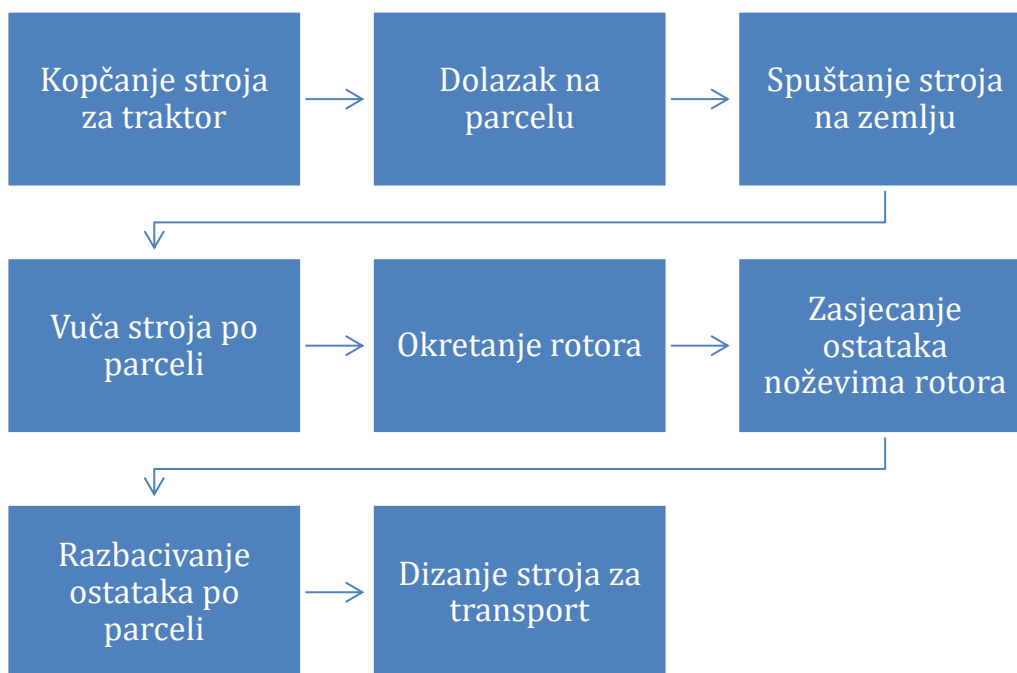 Kopčanje stroja
za traktor
Dolazak na
parcelu
Spuštanje stroja
na zemlju
Vuča stroja po
parceli
Okretanje rotora
Zasjecanje
ostataka
noževima rotora
Razbacivanje
ostataka po
parceli
Dizanje stroja za
transport